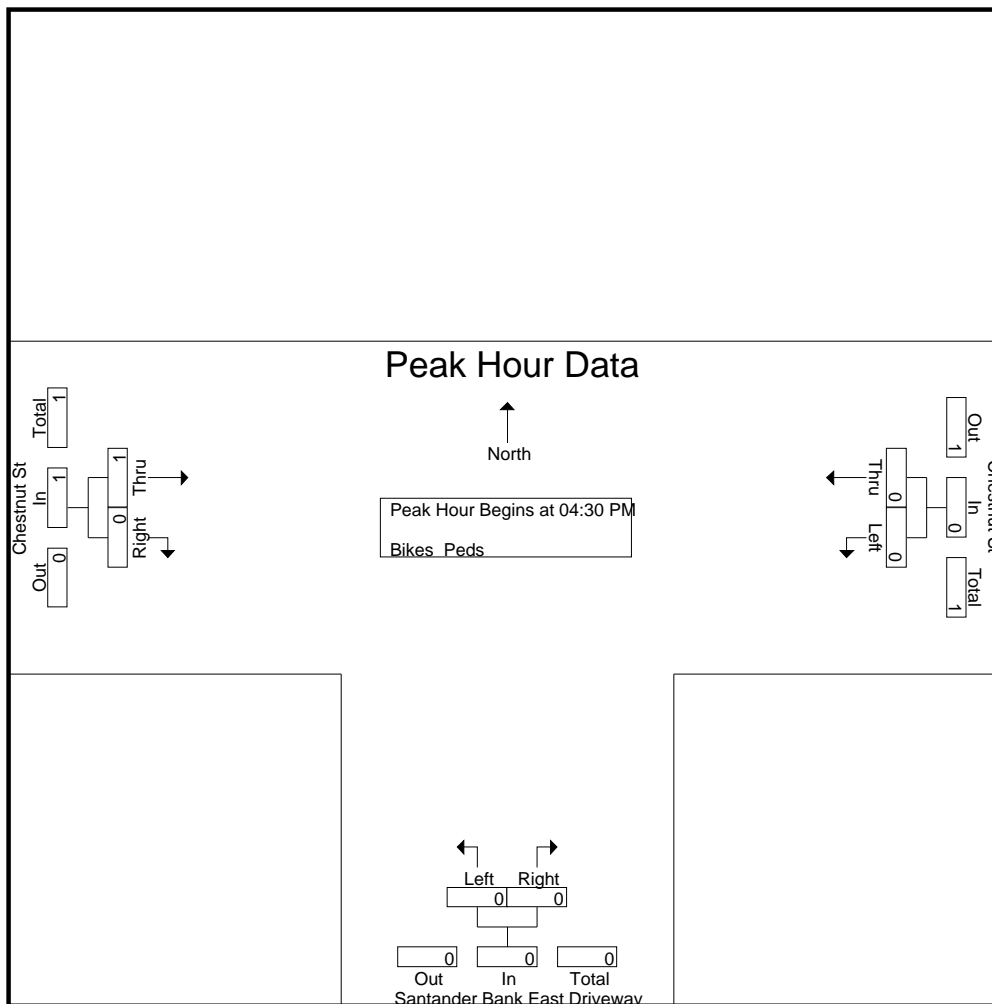 Peak Hour Data
North
Peak Hour Begins at 04:30 PM
Bikes Peds
Chestnut St
Total
1
In
1
Out
0
Thru
1
Right
0
Chestnut St
Out
1
In
0
Total
1
Thru
0
Left
0
Left Right
0 0
0 0 0
Out In Total
Santander Bank East Driveway